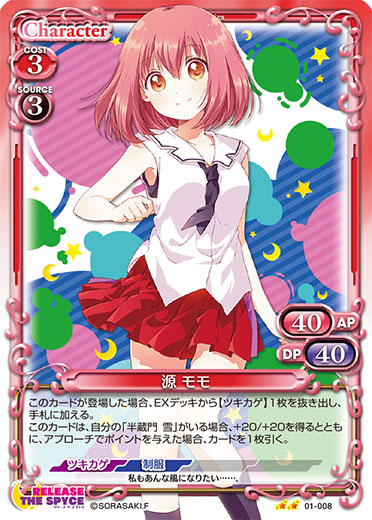 Character
COST
3
SOURCE
3
40 AP
DP 40
源 モモ
このカードが登場した場合、EXデッキから【ツキカゲ】1枚を抜き出し、
手札に加える。
このカードは、自分の「半蔵門 雪」がいる場合、+20/+20を得るととも
に、アプローチでポイントを与えた場合、カードを1枚引く。
ツキカゲ 制服
私もあんな風になりたい……
RELEASE
THE SPYCE
©SORASAKI.F
01-008